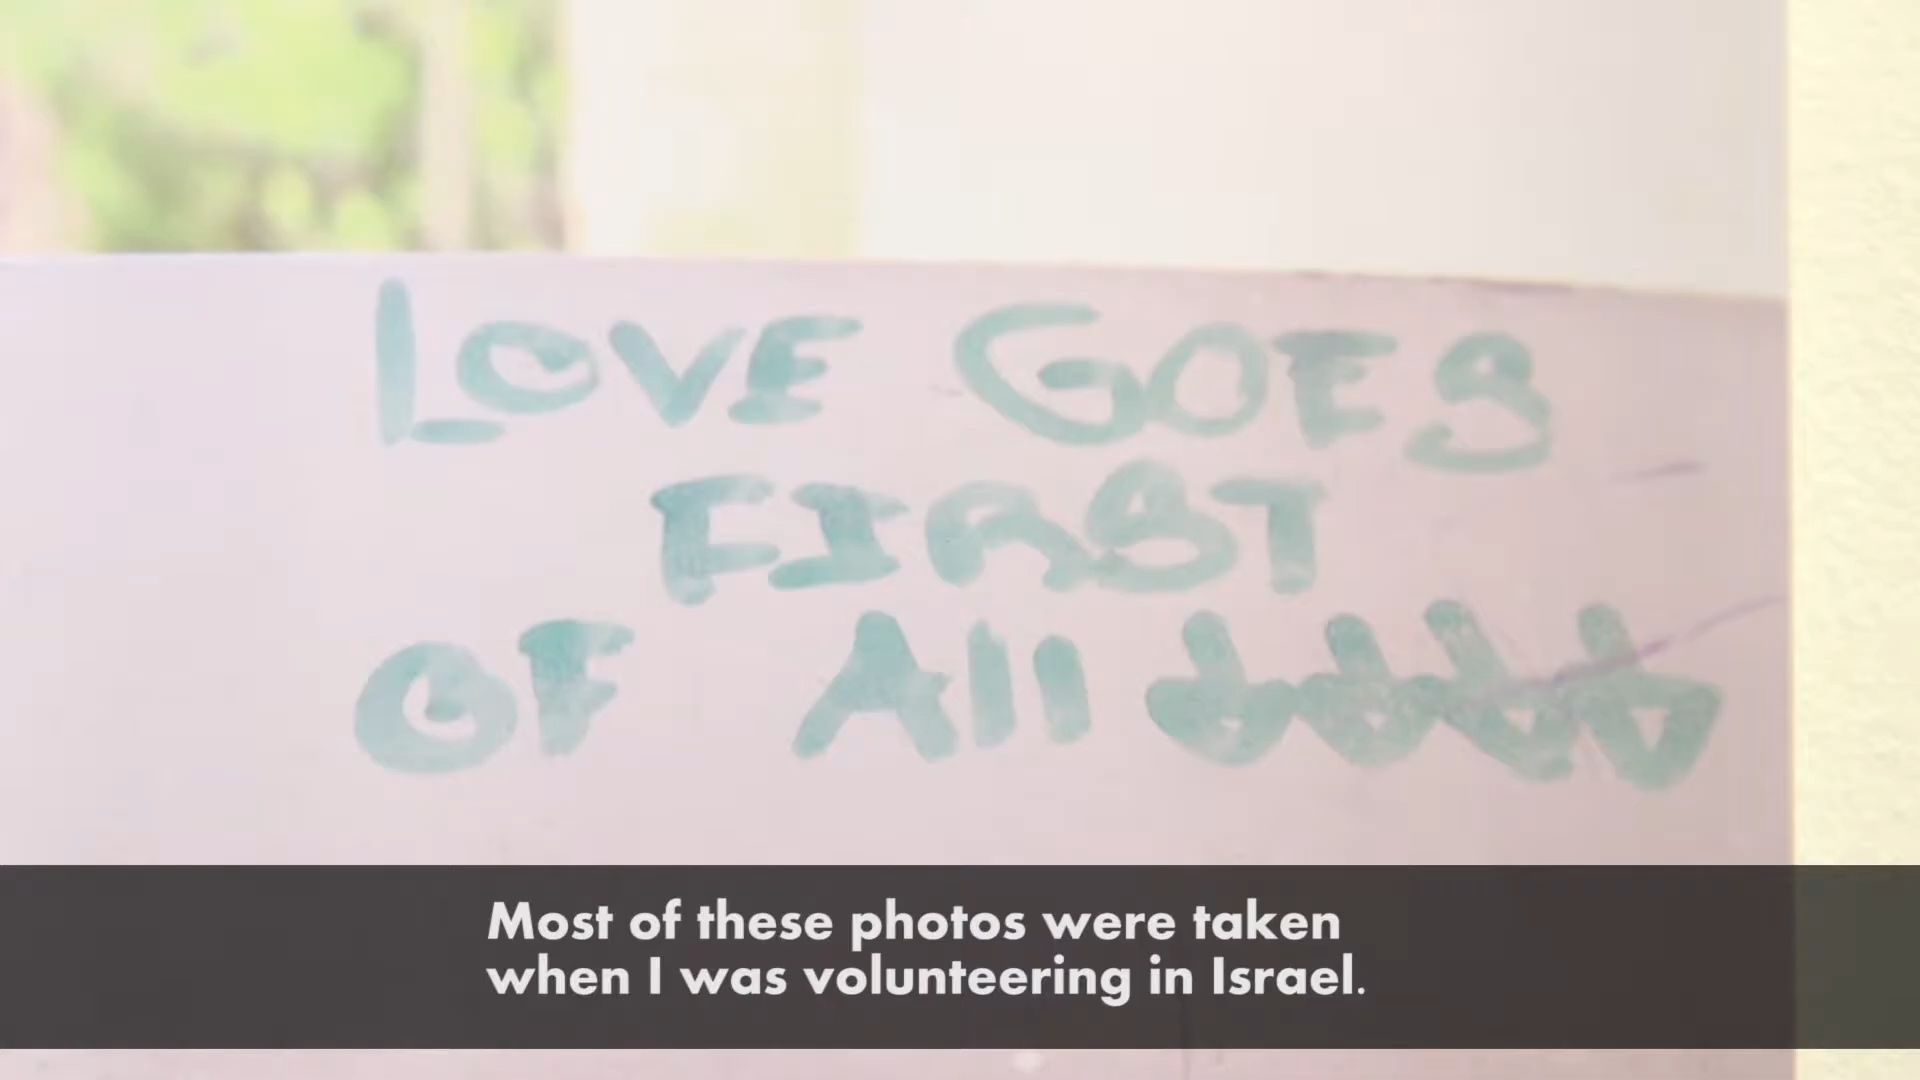 LOVE GOES
FIRST
OF All
Most of these photos were taken
when I was volunteering in Israel.